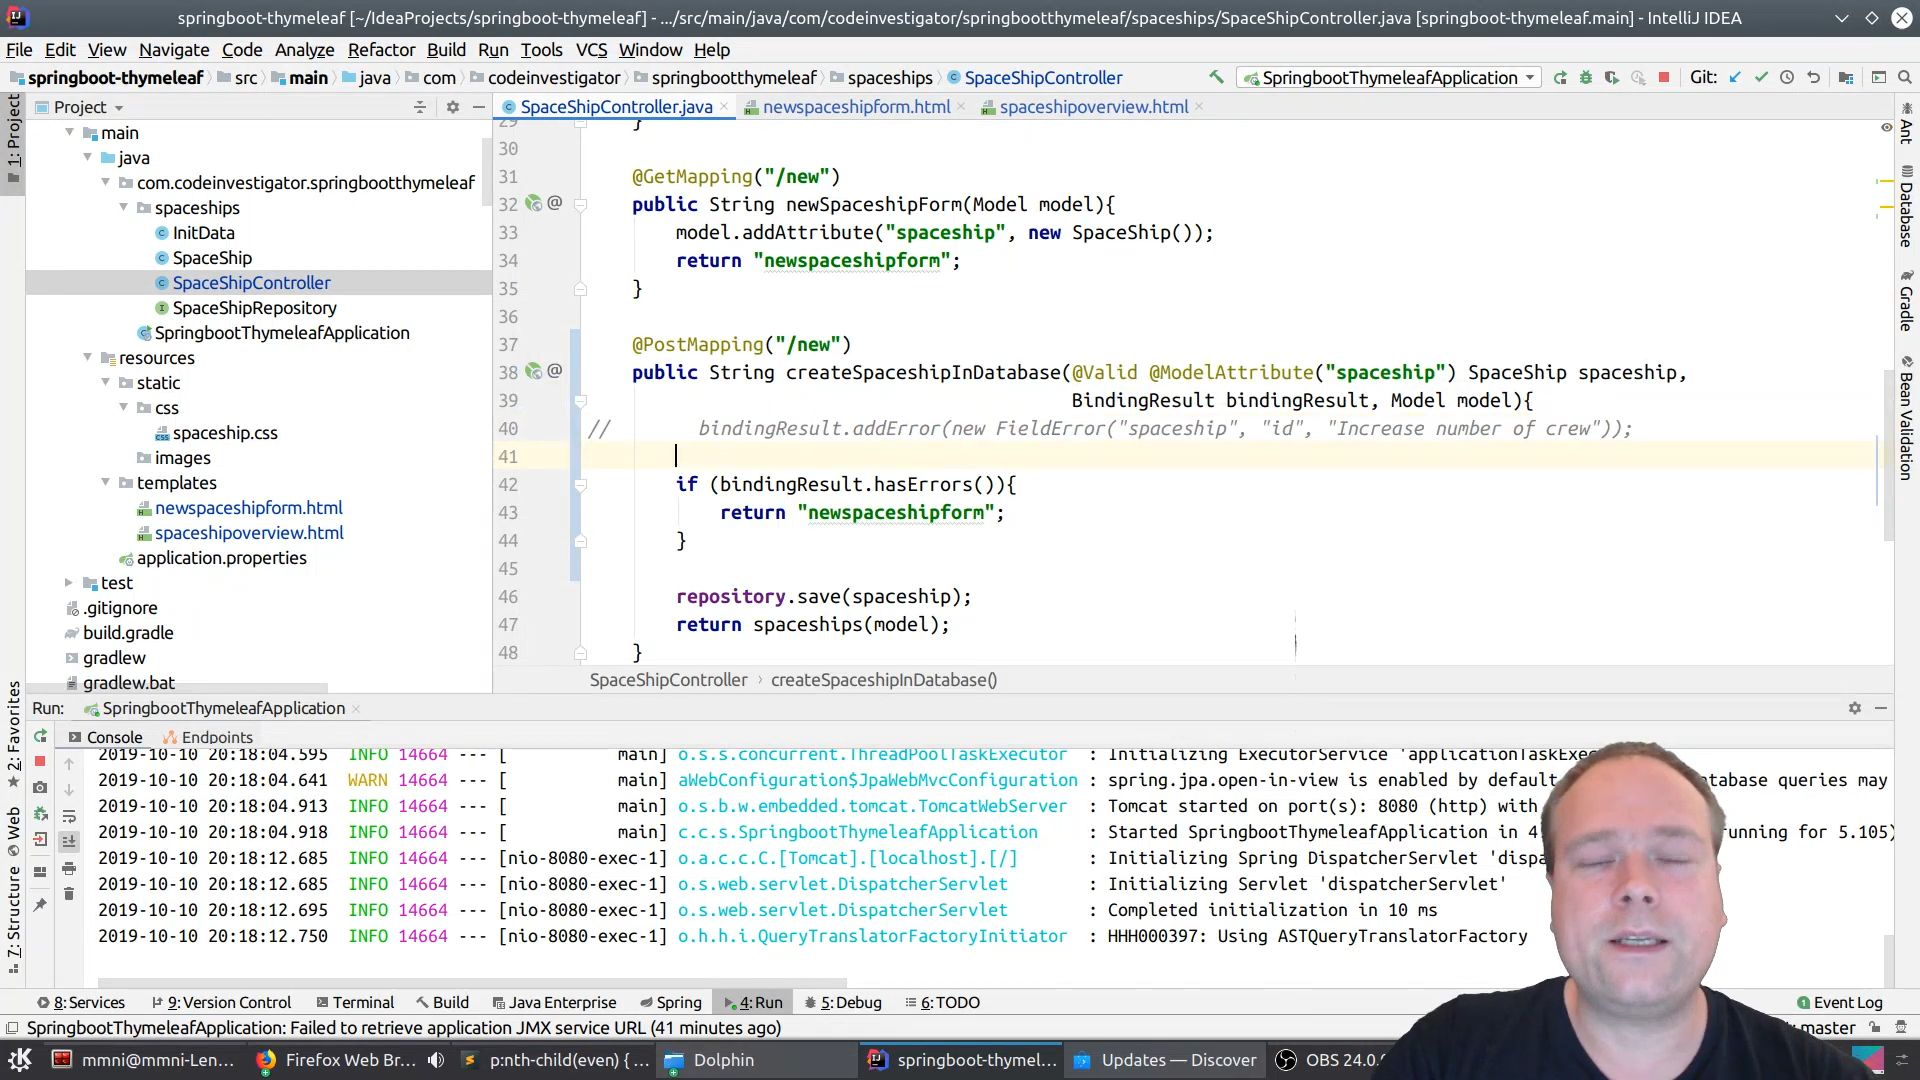 springboot-thymeleaf [~/IdeaProjects/springboot-thymeleaf] - .../src/main/java/com/codeinvestigator/springbootthymeleaf/spaceships/SpaceShipController.java [springboot-thymeleaf.main] - IntelliJ IDEA
File Edit View Navigate Code Analyze Refactor Build Run Tools VCS Window Help
springboot-thymeleaf src main java com codeinvestigator springbootthymeleaf spaceships SpaceShipController SpringbootThymeleafApplication Git:
Project SpaceShipController.java newspaceshipform.html spaceshipoverview.html
1: Project
main
java
com.codeinvestigator.springbootthymeleaf
spaceships
InitData
SpaceShip
SpaceShipController
SpaceShipRepository
SpringbootThymeleafApplication
resources
static
css
spaceship.css
images
templates
newspaceshipform.html
spaceshipoverview.html
application.properties
test
.gitignore
build.gradle
gradlew
gradlew.bat
29 }
30
31 @GetMapping("/new")
32 public String newSpaceshipForm(Model model){
33 model.addAttribute("spaceship", new SpaceShip());
34 return "newspaceshipform";
35 }
36
37 @PostMapping("/new")
38 public String createSpaceshipInDatabase(@Valid @ModelAttribute("spaceship") SpaceShip spaceship,
39 BindingResult bindingResult, Model model){
40 // bindingResult.addError(new FieldError("spaceship", "id", "Increase number of crew"));
41
42 if (bindingResult.hasErrors()){
43 return "newspaceshipform";
44 }
45
46 repository.save(spaceship);
47 return spaceships(model);
48 }
SpaceShipController › createSpaceshipInDatabase()
Ant
Database
Gradle
Bean Validation
2: Favorites
Web
7: Structure
Run: SpringbootThymeleafApplication
Console Endpoints
2019-10-10 20:18:04.595 INFO 14664 --- [ main] o.s.s.concurrent.ThreadPoolTaskExecutor : Initializing ExecutorService 'applicationTaskExe
2019-10-10 20:18:04.641 WARN 14664 --- [ main] aWebConfiguration$JpaWebMvcConfiguration : spring.jpa.open-in-view is enabled by default tabase queries may
2019-10-10 20:18:04.913 INFO 14664 --- [ main] o.s.b.w.embedded.tomcat.TomcatWebServer : Tomcat started on port(s): 8080 (http) with
2019-10-10 20:18:04.918 INFO 14664 --- [ main] c.c.s.SpringbootThymeleafApplication : Started SpringbootThymeleafApplication in 4 unning for 5.105)
2019-10-10 20:18:12.685 INFO 14664 --- [nio-8080-exec-1] o.a.c.c.C.[Tomcat].[localhost].[/] : Initializing Spring DispatcherServlet 'dispa
2019-10-10 20:18:12.685 INFO 14664 --- [nio-8080-exec-1] o.s.web.servlet.DispatcherServlet : Initializing Servlet 'dispatcherServlet'
2019-10-10 20:18:12.695 INFO 14664 --- [nio-8080-exec-1] o.s.web.servlet.DispatcherServlet : Completed initialization in 10 ms
2019-10-10 20:18:12.750 INFO 14664 --- [nio-8080-exec-1] o.h.h.i.QueryTranslatorFactoryInitiator : HHH000397: Using ASTQueryTranslatorFactory
8: Services 9: Version Control Terminal Build Java Enterprise Spring 4: Run 5: Debug 6: TODO 1 Event Log
SpringbootThymeleafApplication: Failed to retrieve application JMX service URL (41 minutes ago) master
mmni@mmni-Len... Firefox Web Br... p:nth-child(even) { ... Dolphin springboot-thymel... Updates — Discover OBS 24.0.